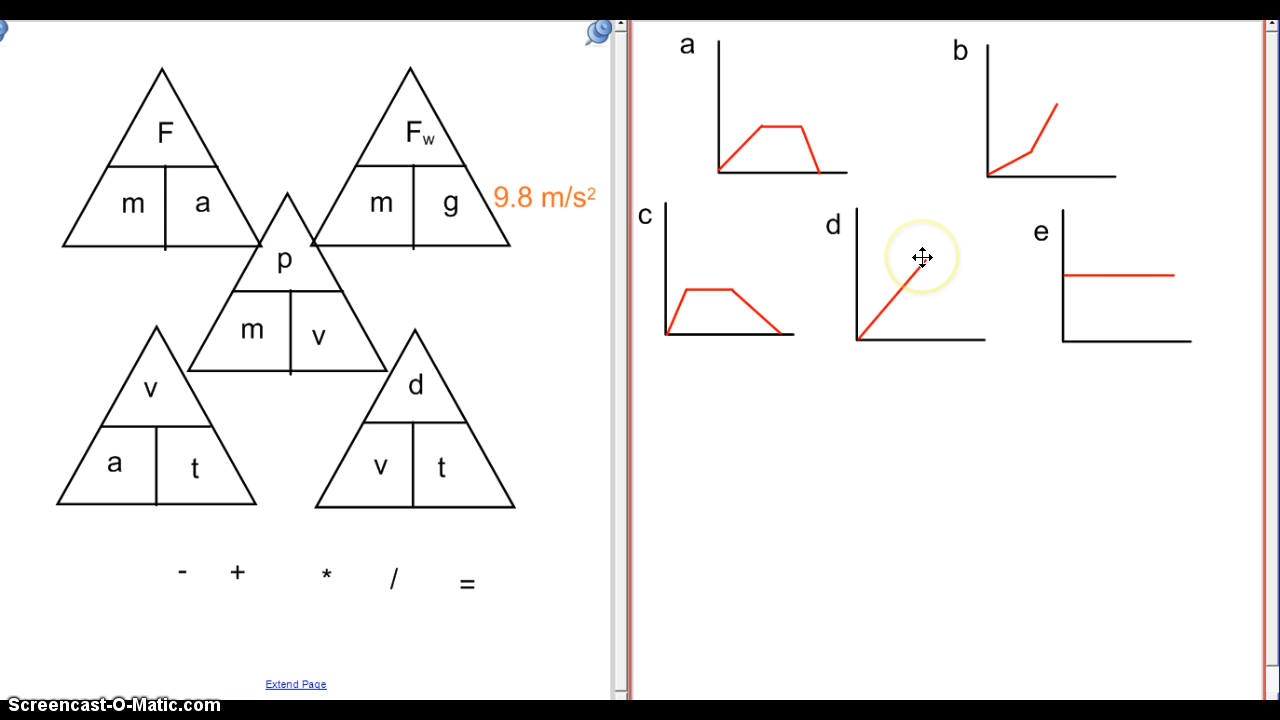 F
m a
Fw
m g
9.8 m/s²
p
m v
v
a t
d
v t
- + * / =
Extend Page
a
b
c
d
e
Screencast-O-Matic.com